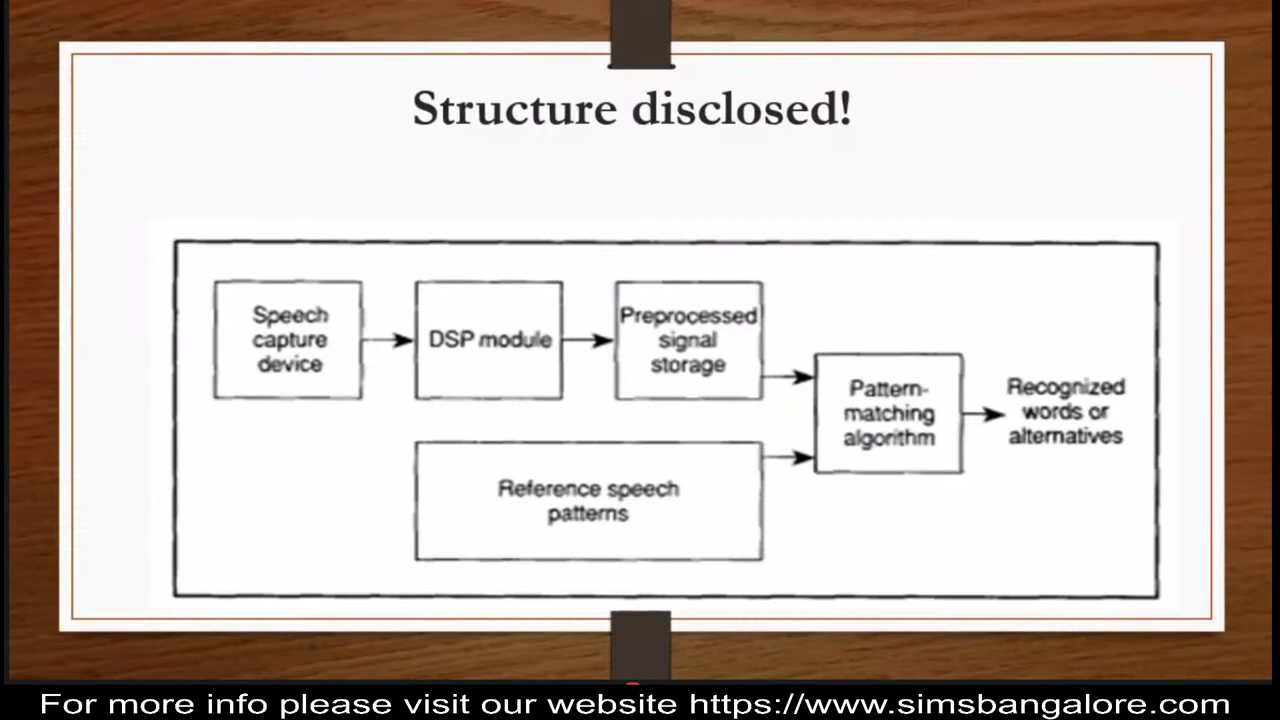 Structure disclosed!
Speech
capture
device
DSP module
Preprocessed
signal
storage
Pattern-
matching
algorithm
Recognized
words or
alternatives
Reference speech
patterns
For more info please visit our website https://www.simsbangalore.com